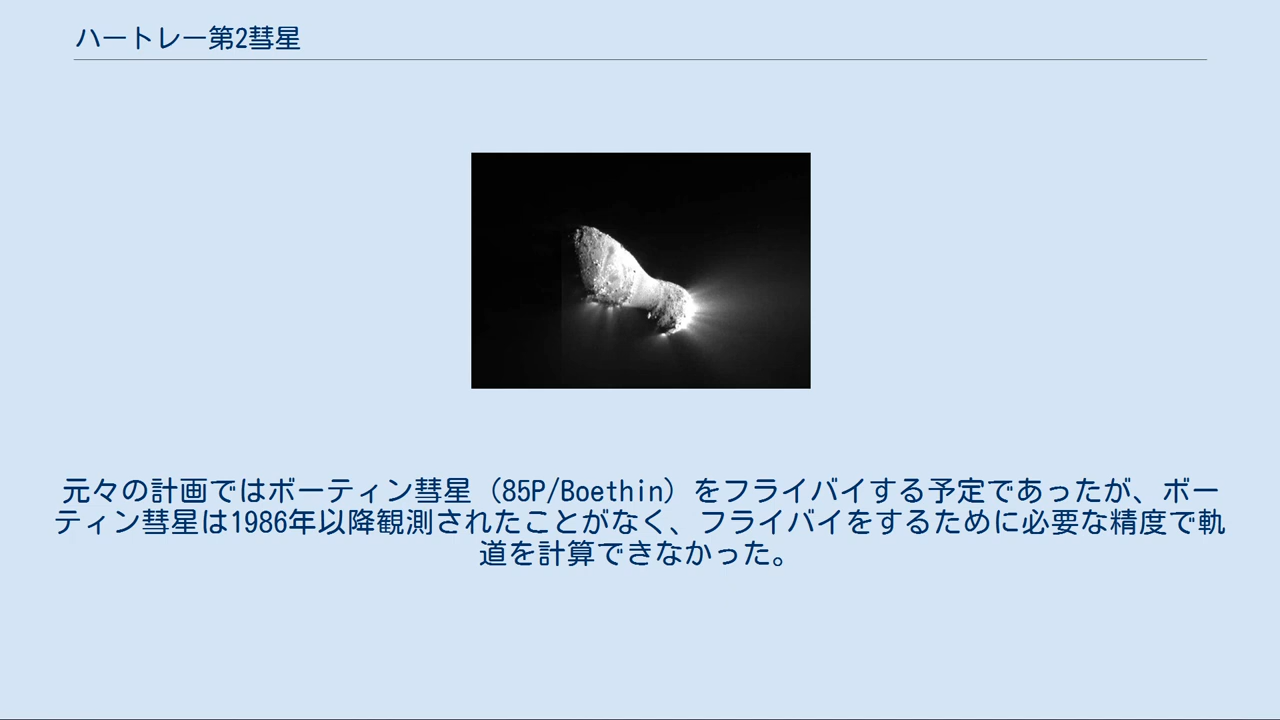 ハートレー第2彗星
元々の計画ではボーティン彗星（85P/Boethin）をフライバイする予定であったが、ボー
ティン彗星は1986年以降観測されたことがなく、フライバイをするために必要な精度で軌
道を計算できなかった。